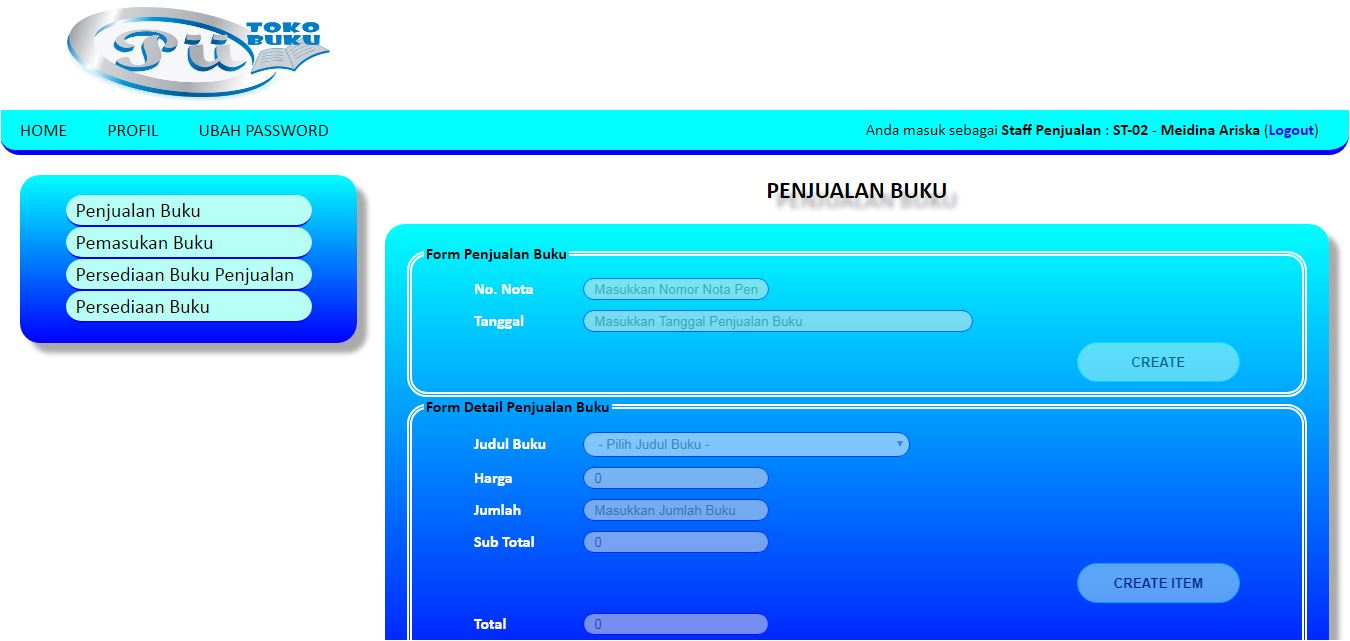 PU TOKO
BUKU
HOME PROFIL UBAH PASSWORD Anda masuk sebagai Staff Penjualan : ST-02 - Meidina Ariska (Logout)
Penjualan Buku
Pemasukan Buku
Persediaan Buku Penjualan
Persediaan Buku
PENJUALAN BUKU
Form Penjualan Buku
No. Nota Masukkan Nomor Nota Pen
Tanggal Masukkan Tanggal Penjualan Buku
CREATE
Form Detail Penjualan Buku
Judul Buku - Pilih Judul Buku -
Harga 0
Jumlah Masukkan Jumlah Buku
Sub Total 0
CREATE ITEM
Total 0